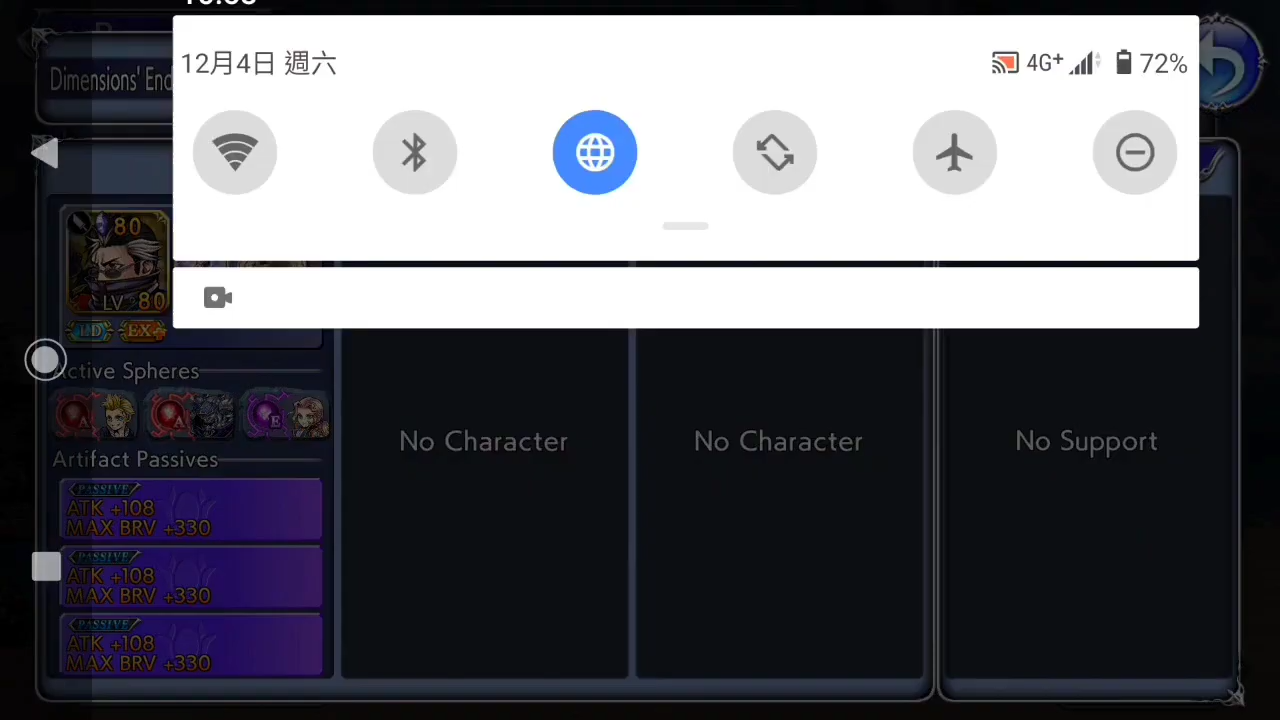 12月4日 週六
4G+
72%
Dimensions' End
80
LV 80
LD
EX+
Active Spheres
A
A
E
Artifact Passives
PASSIVE
ATK +108
MAX BRV +330
PASSIVE
ATK +108
MAX BRV +330
PASSIVE
ATK +108
MAX BRV +330
No Character
No Character
No Support